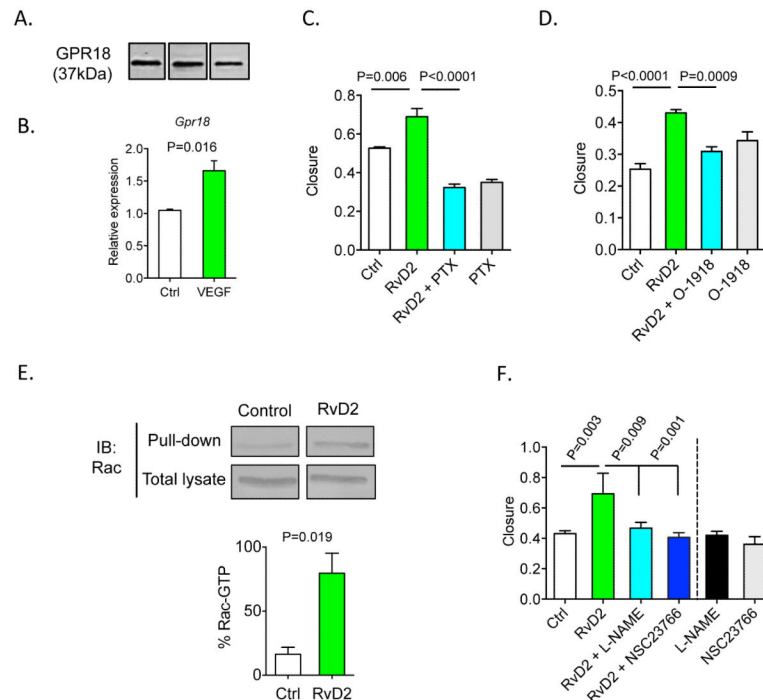 A.
GPR18
(37kDa)
B.
Gpr18
P=0.016
Relative expression
2.0
1.5
1.0
0.5
0.0
Ctrl
VEGF
C.
P=0.006
P<0.0001
Closure
0.8
0.6
0.4
0.2
0.0
Ctrl
RvD2
RvD2 + PTX
PTX
D.
P<0.0001
P=0.0009
Closure
0.5
0.4
0.3
0.2
0.1
0.0
Ctrl
RvD2
RvD2 + O-1918
O-1918
E.
Control
RvD2
IB:
Rac
Pull-down
Total lysate
P=0.019
% Rac-GTP
100
50
0
Ctrl
RvD2
F.
P=0.003
P=0.009
P=0.001
Closure
1.0
0.8
0.6
0.4
0.2
0.0
Ctrl
RvD2
RvD2 + L-NAME
RvD2 + NSC23766
L-NAME
NSC23766